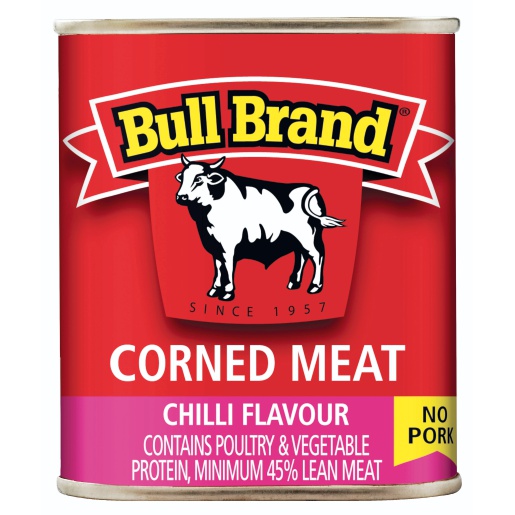 Bull Brand®
SINCE 1957
CORNED MEAT
CHILLI FLAVOUR
CONTAINS POULTRY & VEGETABLE
PROTEIN, MINIMUM 45% LEAN MEAT
NO
PORK